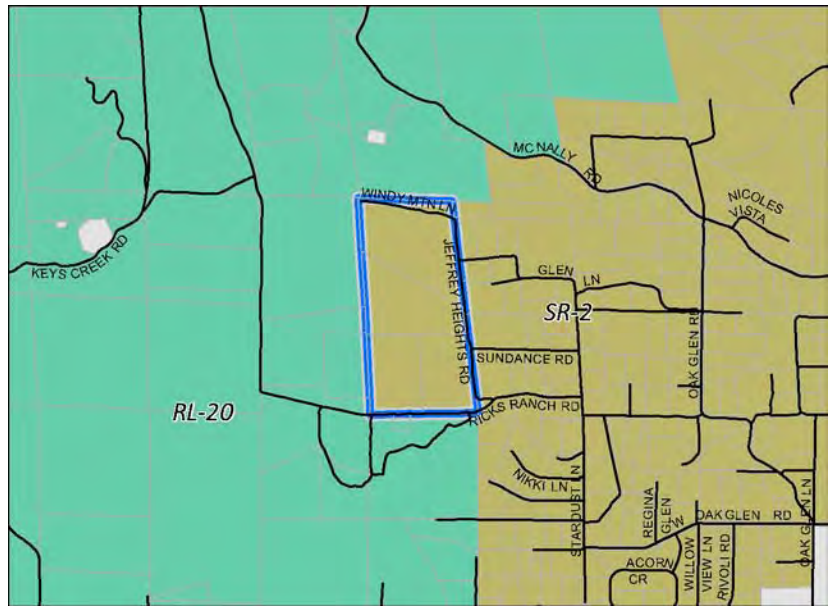 MC NALLY RD
NICOLES
VISTA
WINDY MTN LN
KEYS CREEK RD
JEFFREY HEIGHTS RD
GLEN LN
SR-2
OAK GLEN RD
SUNDANCE RD
RL-20
RICKS RANCH RD
NIKKI LN
STARDUST LN
REGINA
GLEN
W OAK GLEN RD
OAK GLEN LN
ACORN
CR
WILLOW
VIEW LN
RIVOLI RD